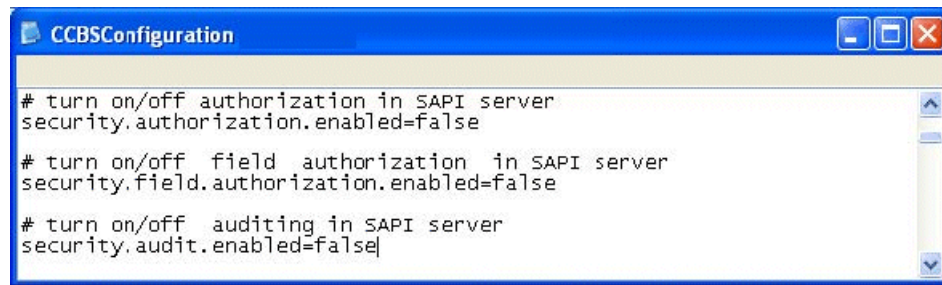 CCBSConfiguration
# turn on/off authorization in SAPI server
security.authorization.enabled=false
# turn on/off  field  authorization  in SAPI server
security.field.authorization.enabled=false
# turn on/off  auditing in SAPI server
security.audit.enabled=false